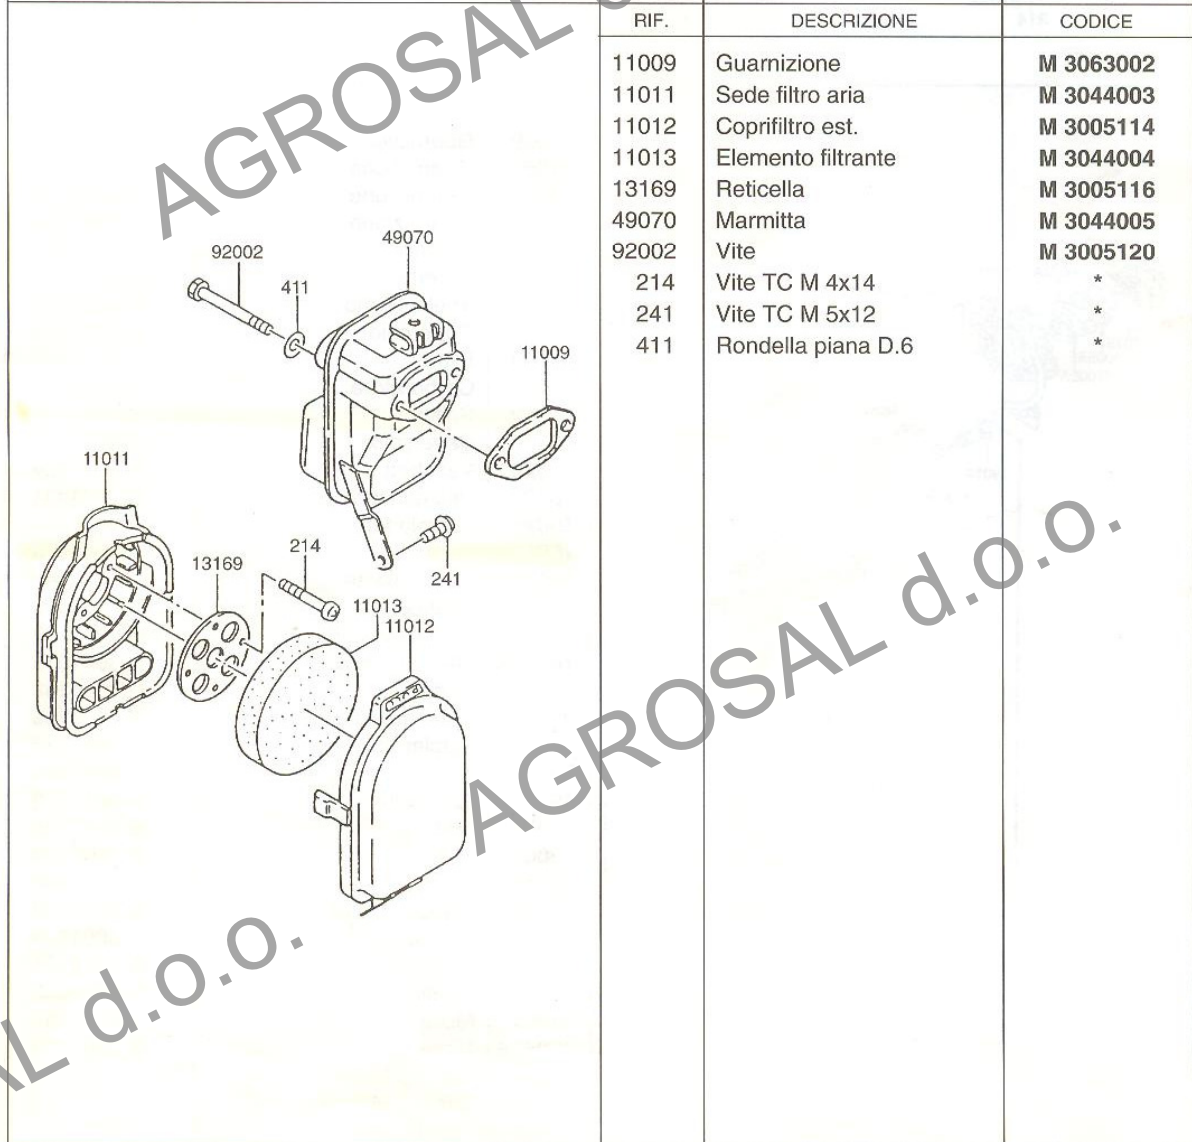 RIF. DESCRIZIONE CODICE
11009 Guarnizione M 3063002
11011 Sede filtro aria M 3044003
11012 Coprifiltro est. M 3005114
11013 Elemento filtrante M 3044004
13169 Reticella M 3005116
49070 Marmitta M 3044005
92002 Vite M 3005120
214 Vite TC M 4x14 *
241 Vite TC M 5x12 *
411 Rondella piana D.6 *
49070
92002
411
11009
11011
214
13169
241
11013
11012
AGROSAL
AGROSAL d.o.o.
AL d.o.o.